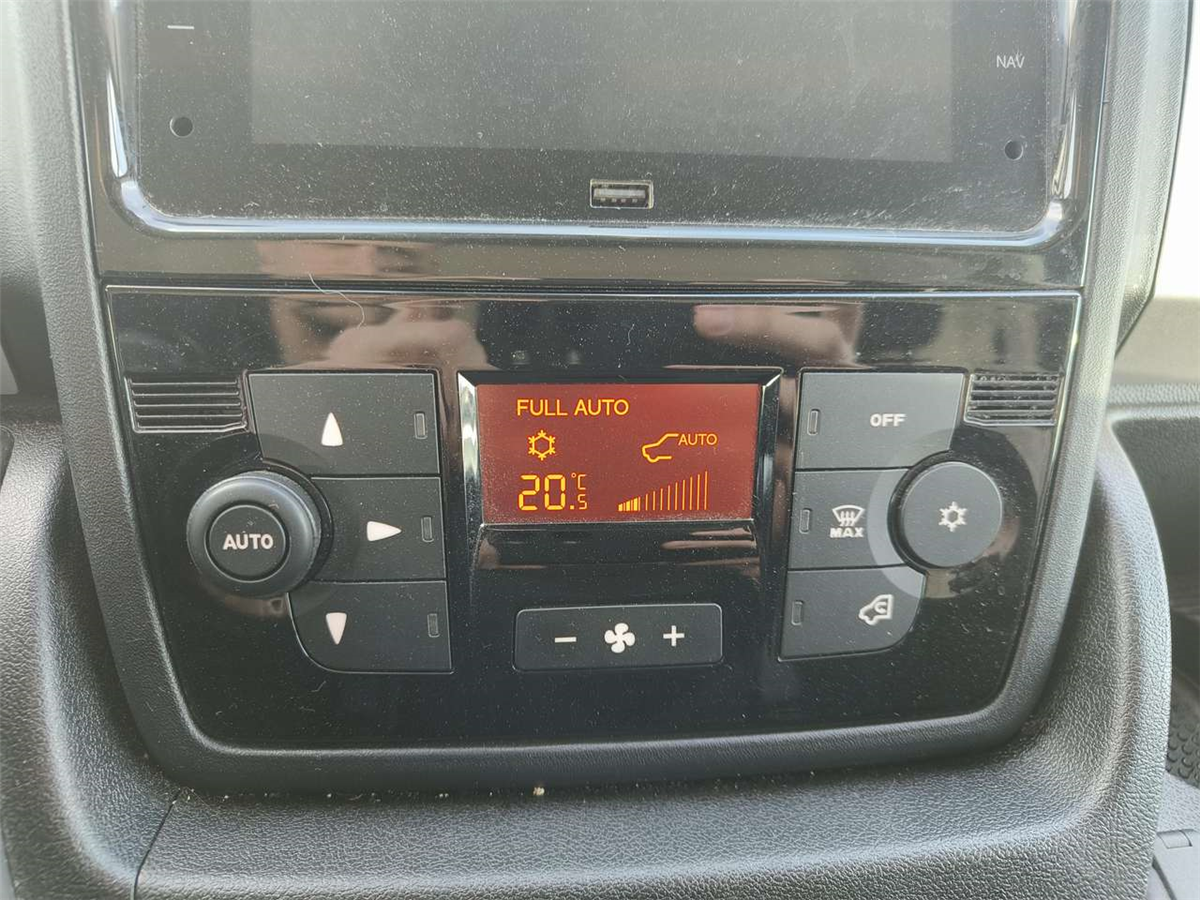 NAV
FULL AUTO
AUTO
20.5 °C
AUTO
OFF
MAX
− +